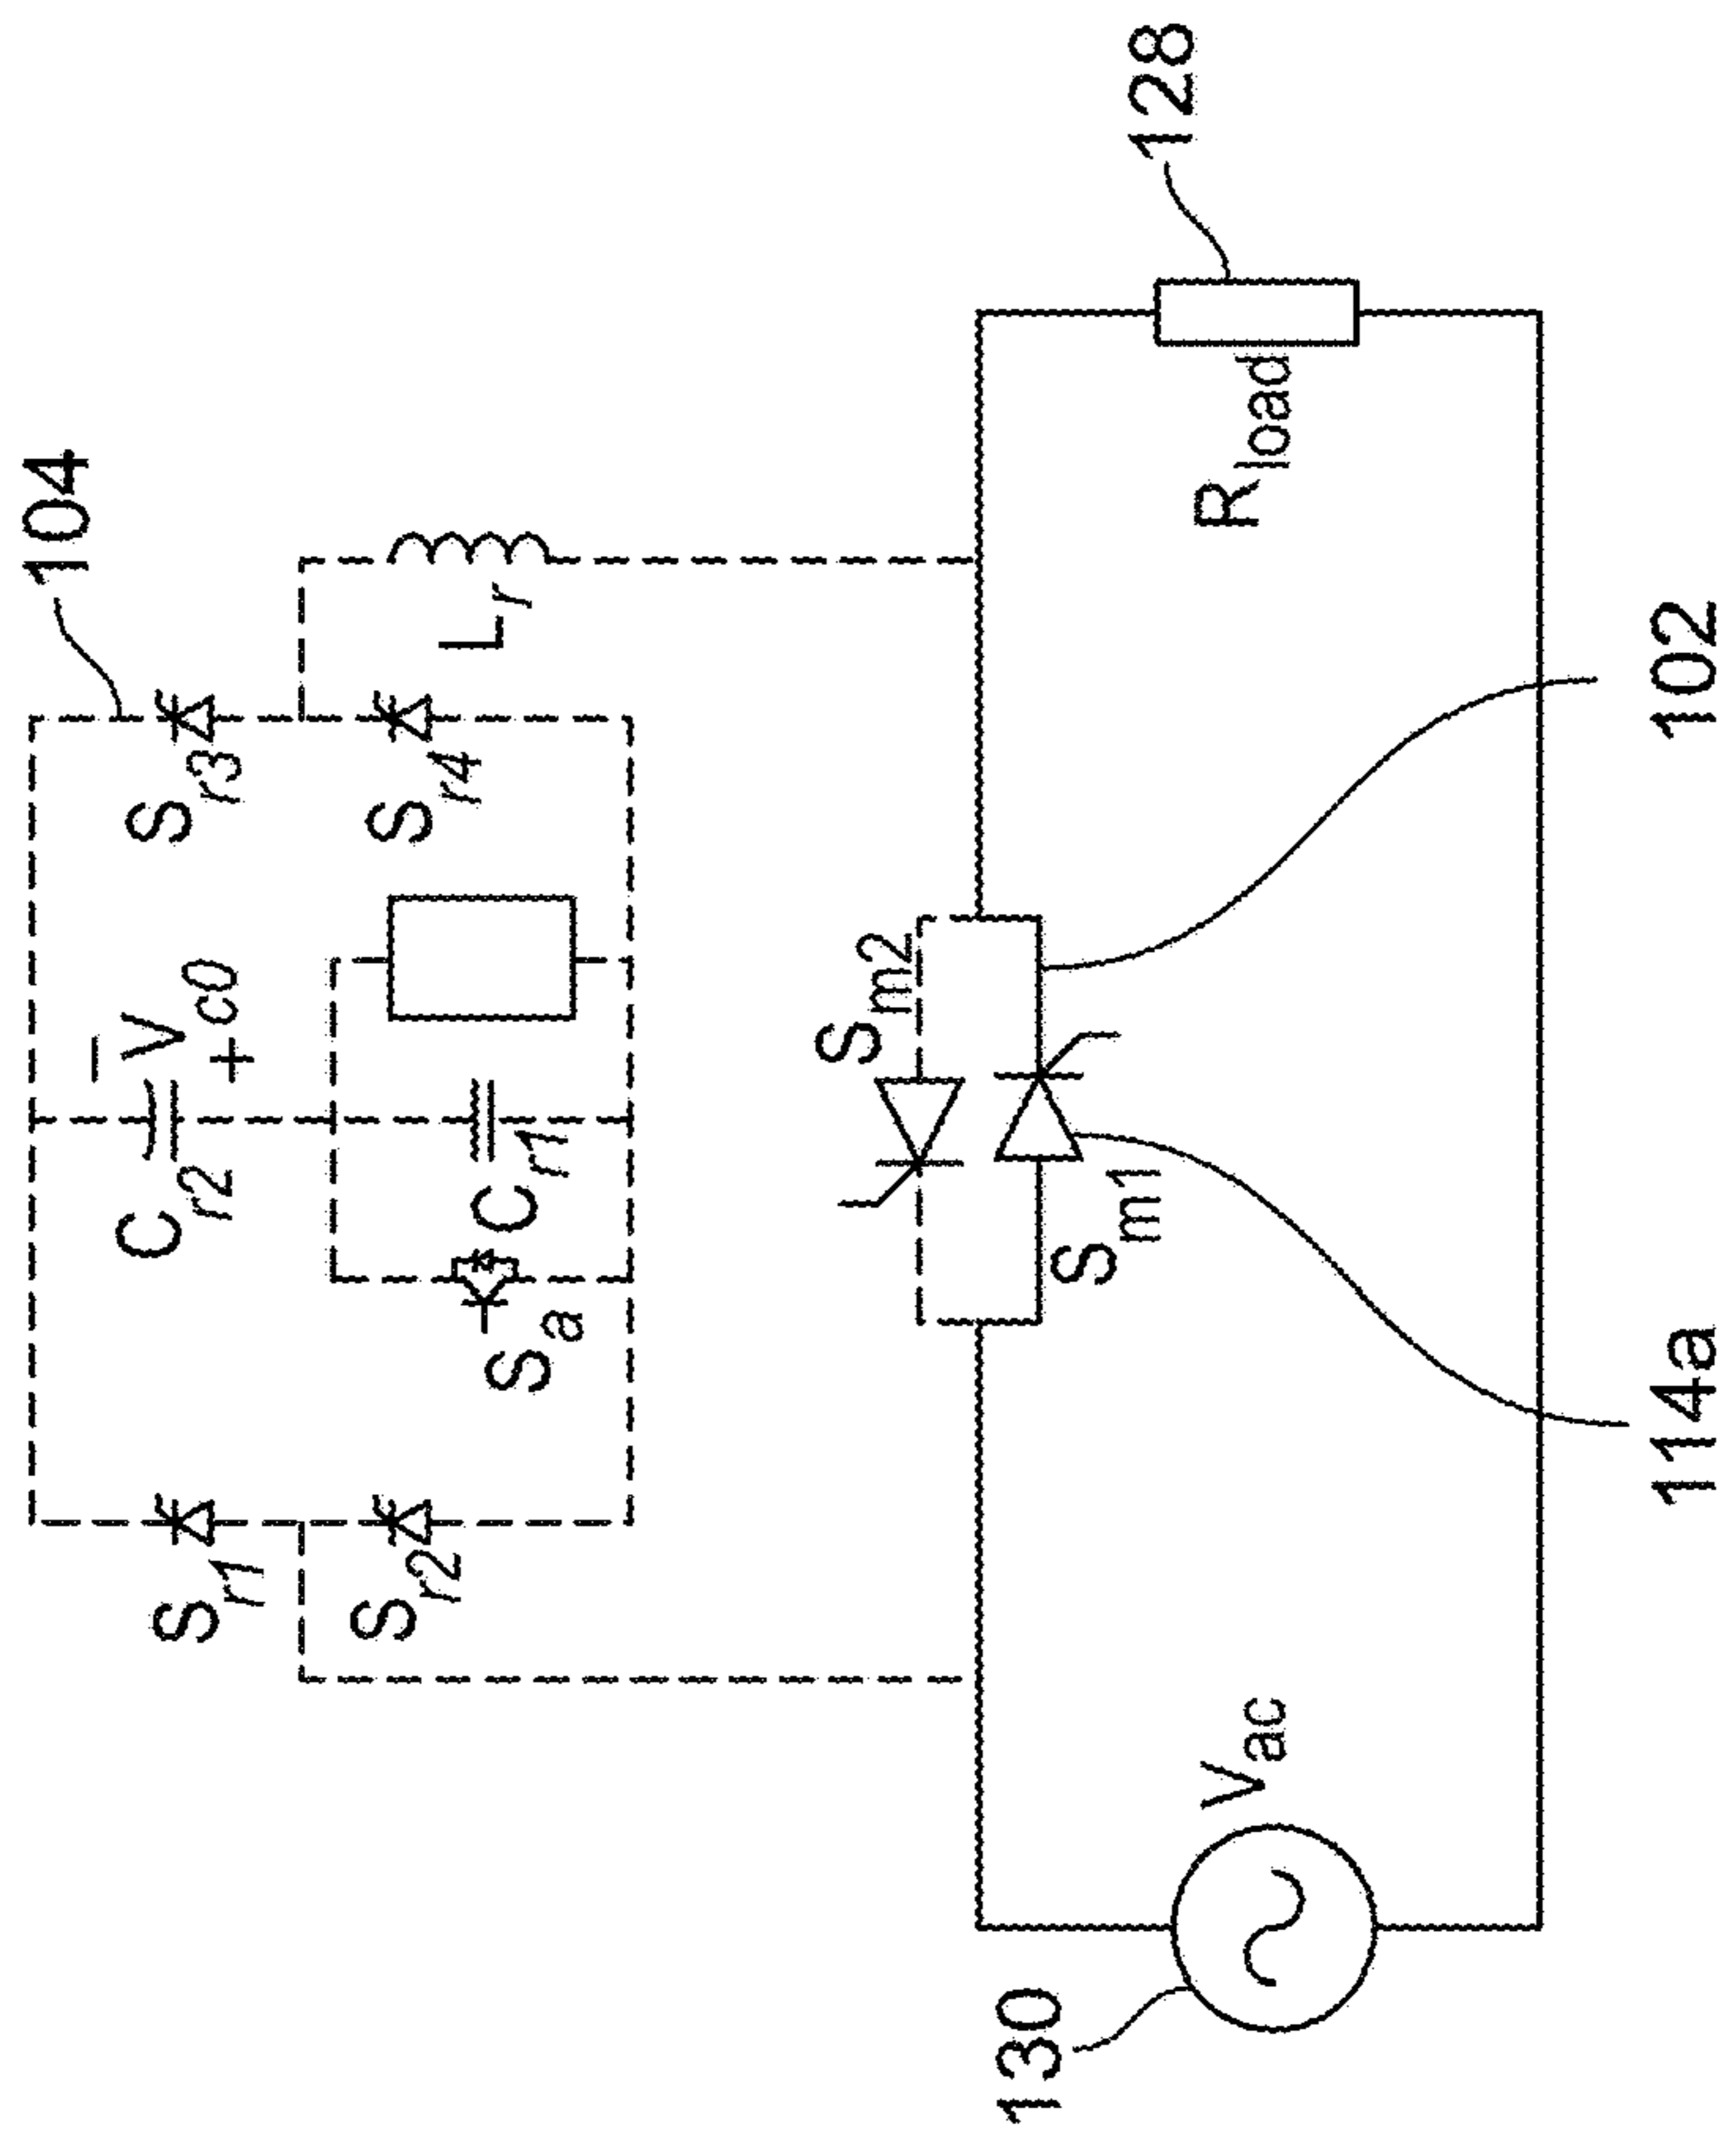 104
−
S_r1
C_r2
V_c0
+
S_r3
S_r2
S_r4
L_r
S_a
C_r1
S_m2
130
S_m1
128
V_ac
R_load
114a
102